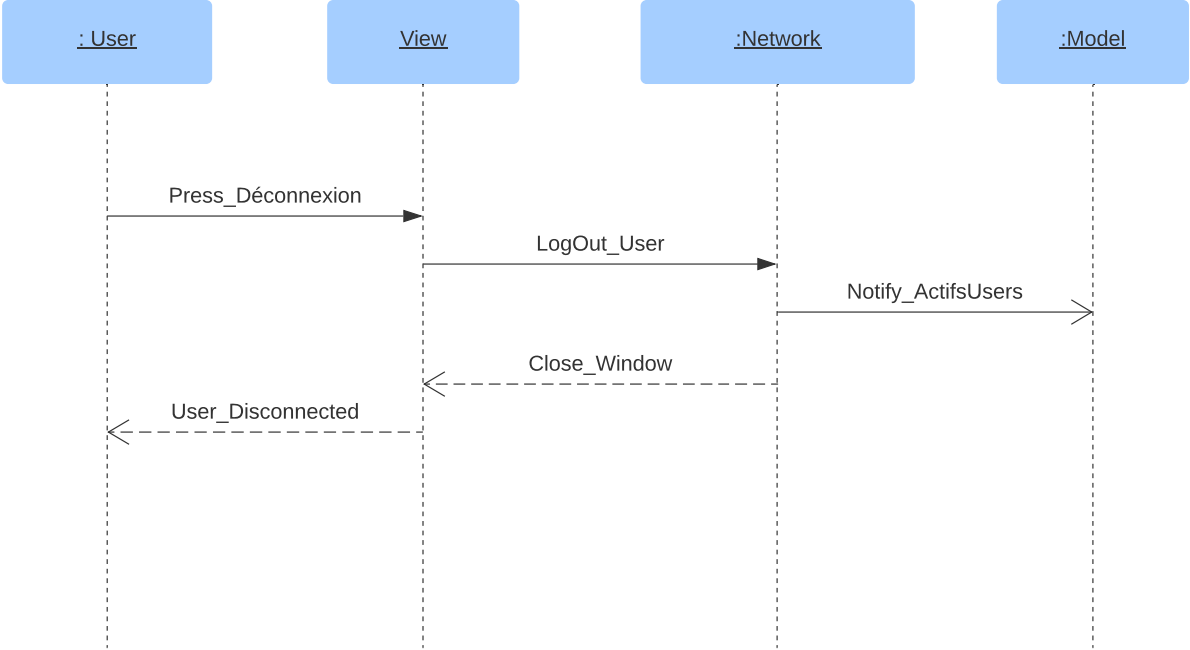 : User
View
:Network
:Model
Press_Déconnexion
LogOut_User
Notify_ActifsUsers
Close_Window
User_Disconnected